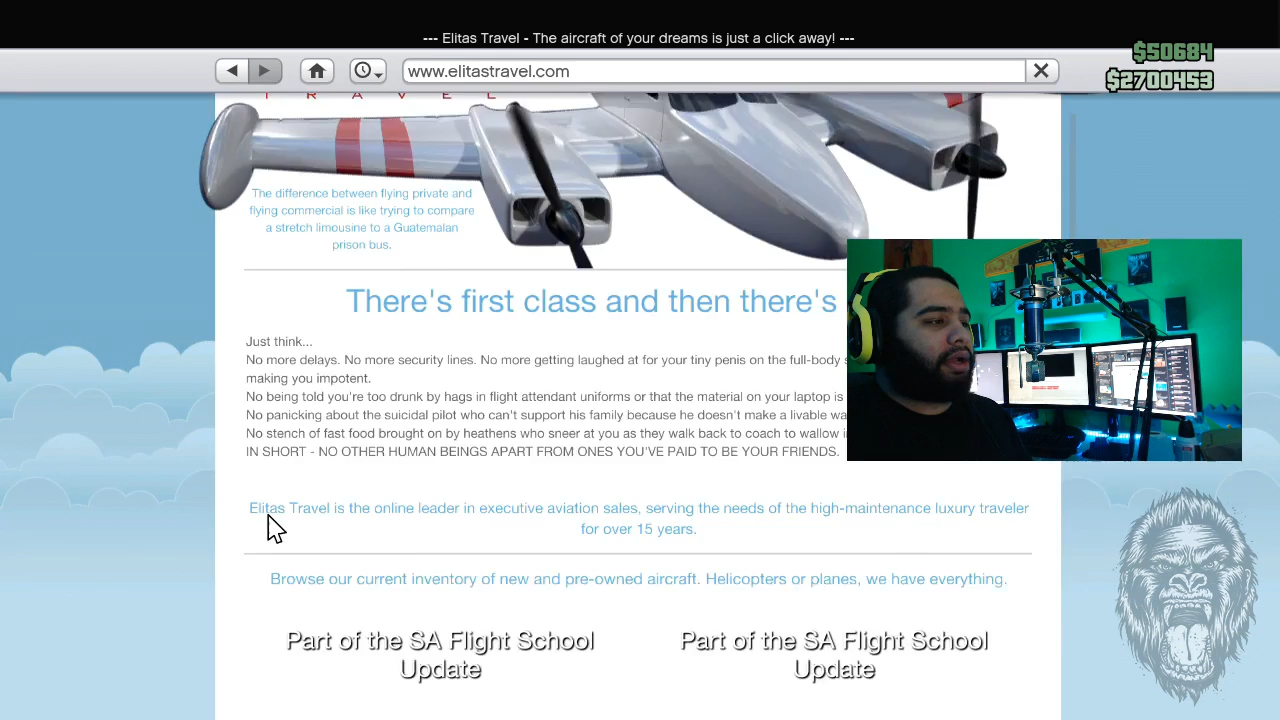 --- Elitas Travel - The aircraft of your dreams is just a click away! ---
www.elitastravel.com
$50684
$2700453
T R A V E L
The difference between flying private and
flying commercial is like trying to compare
a stretch limousine to a Guatemalan
prison bus.
There's first class and then there's
Just think...
No more delays. No more security lines. No more getting laughed at for your tiny penis on the full-body
making you impotent.
No being told you're too drunk by hags in flight attendant uniforms or that the material on your laptop is
No panicking about the suicidal pilot who can't support his family because he doesn't make a livable
No stench of fast food brought on by heathens who sneer at you as they walk back to coach to wallow
IN SHORT - NO OTHER HUMAN BEINGS APART FROM ONES YOU'VE PAID TO BE YOUR FRIENDS.
Elitas Travel is the online leader in executive aviation sales, serving the needs of the high-maintenance luxury traveler
for over 15 years.
Browse our current inventory of new and pre-owned aircraft. Helicopters or planes, we have everything.
Part of the SA Flight School
Update
Part of the SA Flight School
Update